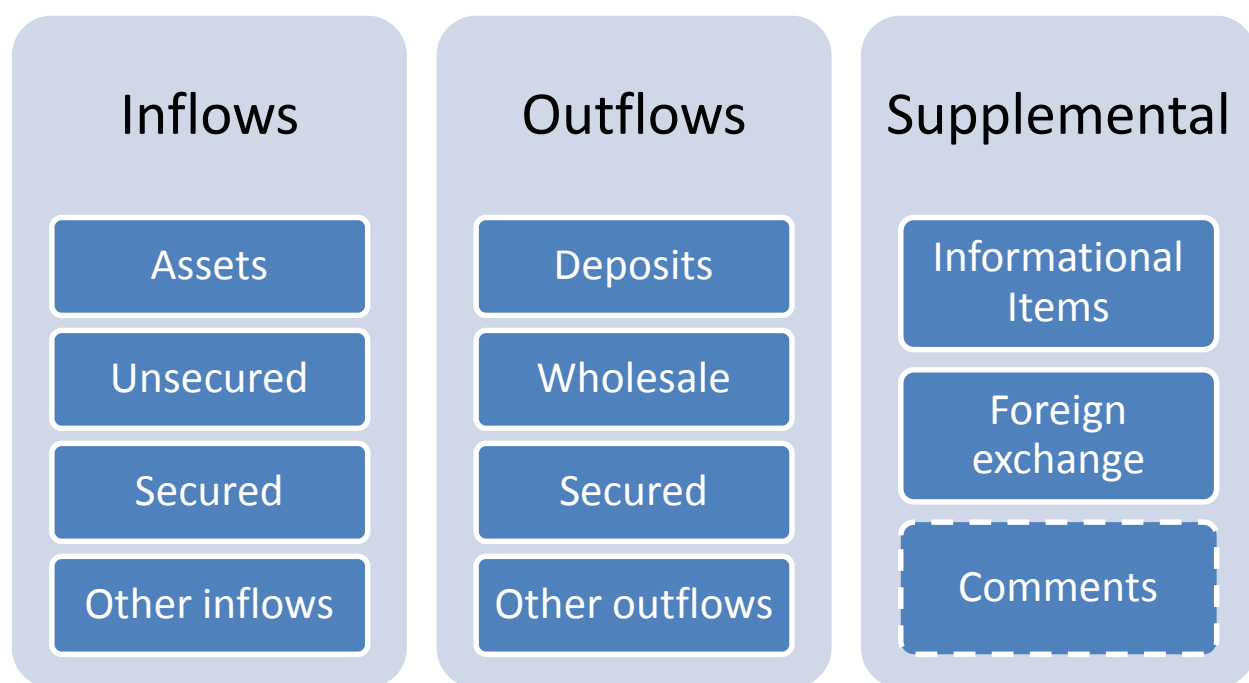 Inflows
Assets
Unsecured
Secured
Other inflows
Outflows
Deposits
Wholesale
Secured
Other outflows
Supplemental
Informational
Items
Foreign
exchange
Comments